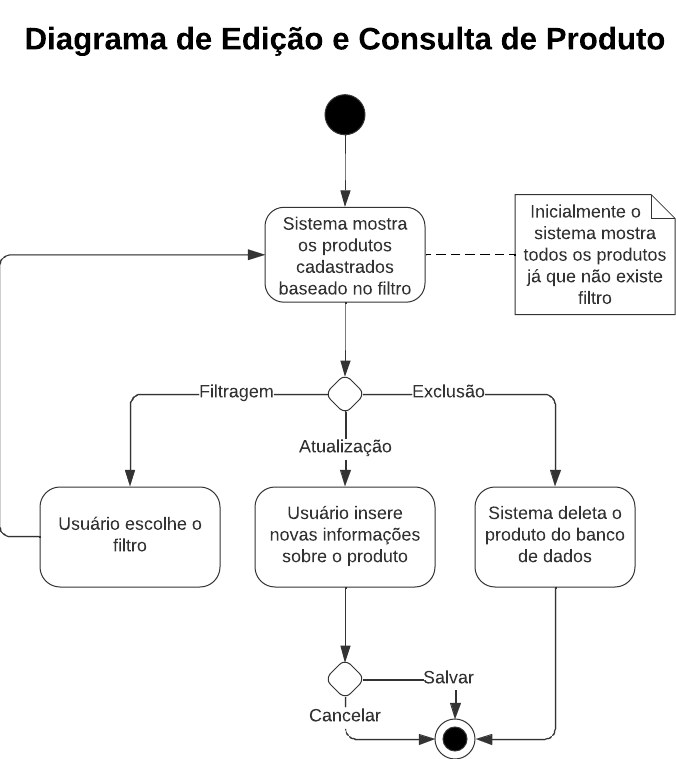 Diagrama de Edição e Consulta de Produto
Sistema mostra
os produtos
cadastrados
baseado no filtro
Inicialmente o
sistema mostra
todos os produtos
já que não existe
filtro
Filtragem
Exclusão
Atualização
Usuário escolhe o
filtro
Usuário insere
novas informações
sobre o produto
Sistema deleta o
produto do banco
de dados
Salvar
Cancelar